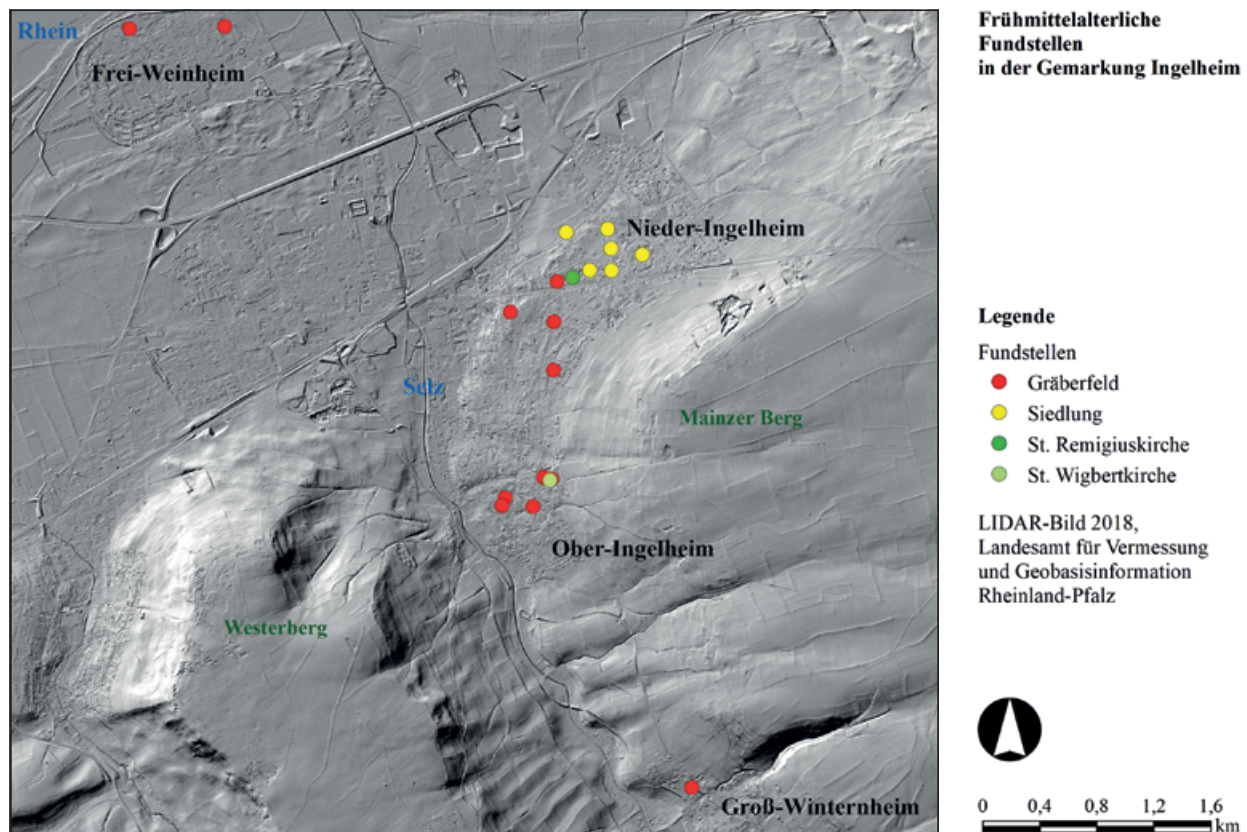 Rhein
Frei-Weinheim
Nieder-Ingelheim
Selz
Mainzer Berg
Ober-Ingelheim
Westerberg
Groß-Winternheim
Frühmittelalterliche
Fundstellen
in der Gemarkung Ingelheim
Legende
Fundstellen
Gräberfeld
Siedlung
St. Remigiuskirche
St. Wigbertkirche
LIDAR-Bild 2018,
Landesamt für Vermessung
und Geobasisinformation
Rheinland-Pfalz
0 0,4 0,8 1,2 1,6
km